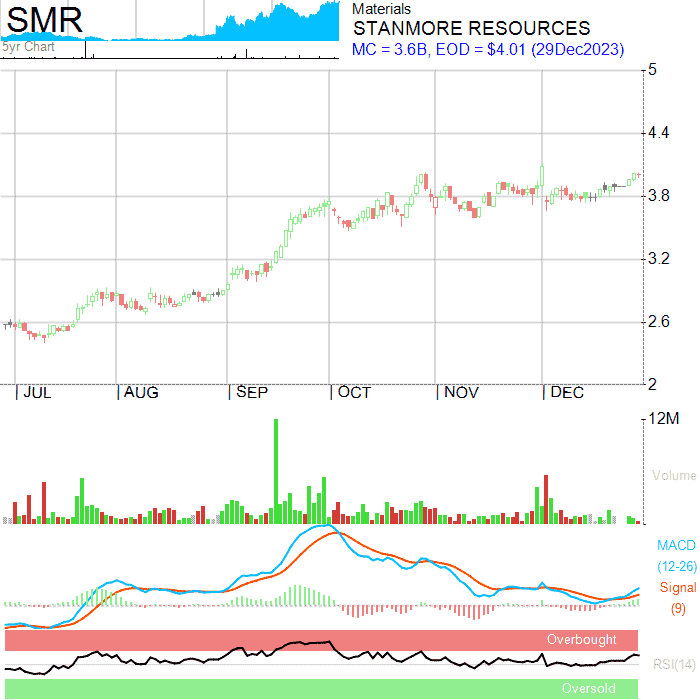 SMR
5yr Chart
Materials
STANMORE RESOURCES
MC = 3.6B, EOD = $4.01 (29Dec2023)
5
4.4
3.8
3.2
2.6
2
JUL AUG SEP OCT NOV DEC
12M
Volume
MACD
(12-26)
Signal
(9)
Overbought
RSI(14)
Oversold